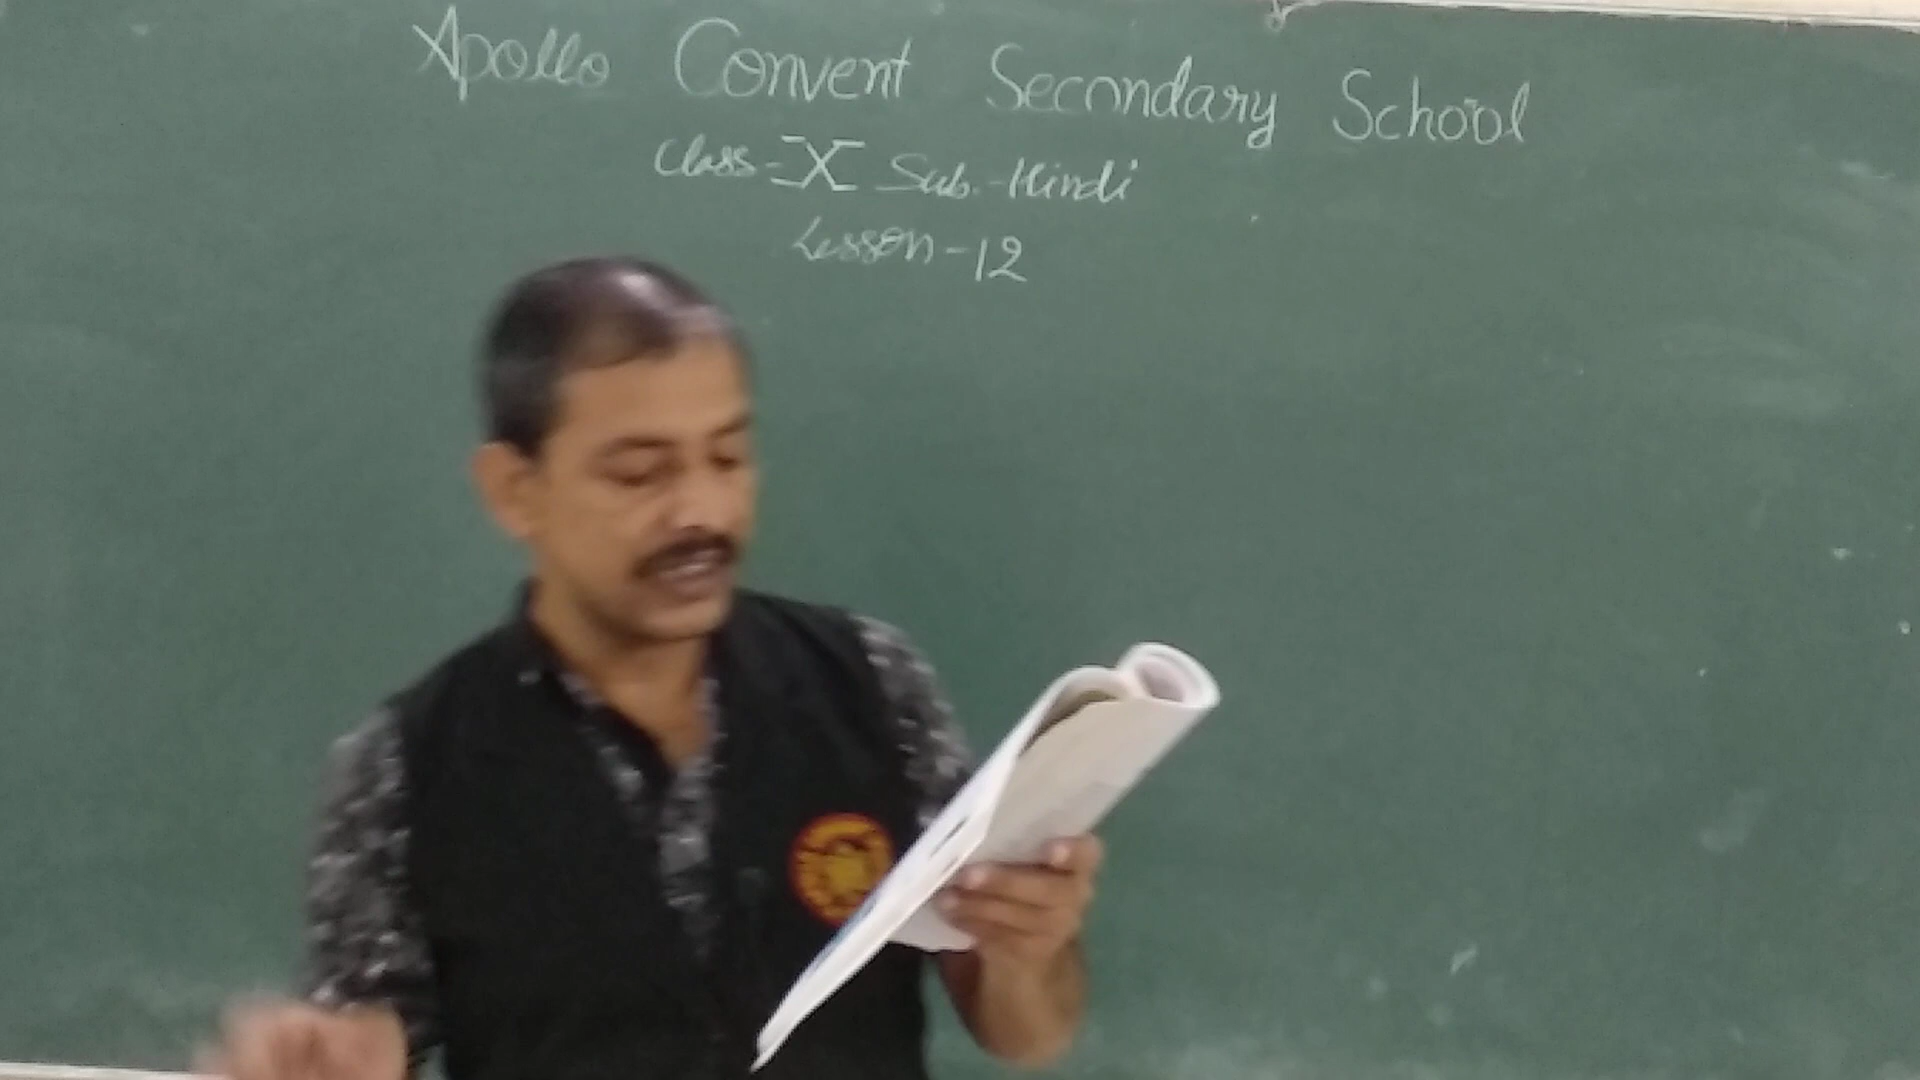 Apollo Convent Secondary School
Class - X Sub. - Hindi
Lesson - 12